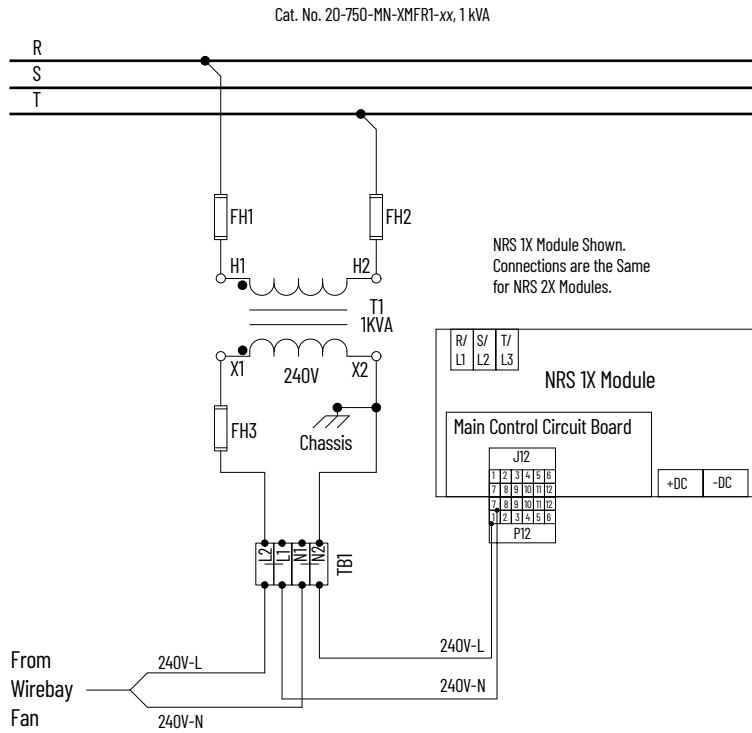 Cat. No. 20-750-MN-XMFR1-xx, 1 kVA
R
S
T
FH1
FH2
H1
H2
T1
1KVA
X1
X2
240V
FH3
Chassis
L2
L1
N1
N2
TB1
NRS 1X Module Shown.
Connections are the Same
for NRS 2X Modules.
R/
L1
S/
L2
T/
L3
NRS 1X Module
Main Control Circuit Board
J12
1 2 3 4 5 6
7 8 9 10 11 12
7 8 9 10 11 12
1 2 3 4 5 6
P12
+DC
-DC
240V-L
240V-N
From
Wirebay
Fan
240V-L
240V-N